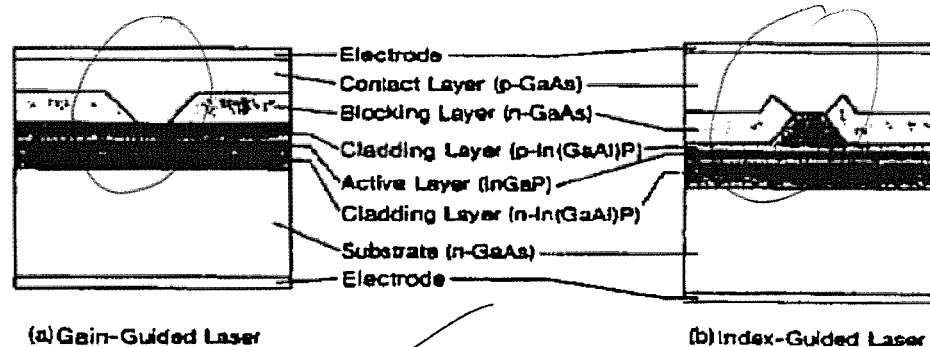 Electrode
Contact Layer (p-GaAs)
Blocking Layer (n-GaAs)
Cladding Layer (p-In(GaAl)P)
Active Layer (InGaP)
Cladding Layer (n-In(GaAl)P)
Substrate (n-GaAs)
Electrode
(a) Gain-Guided Laser
(b) Index-Guided Laser